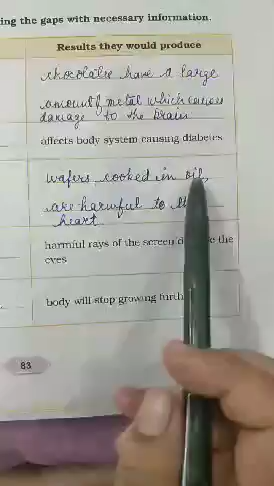 ing the gaps with necessary information.
Results they would produce
chocolate have a large
amount of metal which causes
damage to the brain
affects body system causing diabetes
wafers cooked in oil,
are harmful to
heart
harmful rays of the screen the
eyes
body will stop growing
83